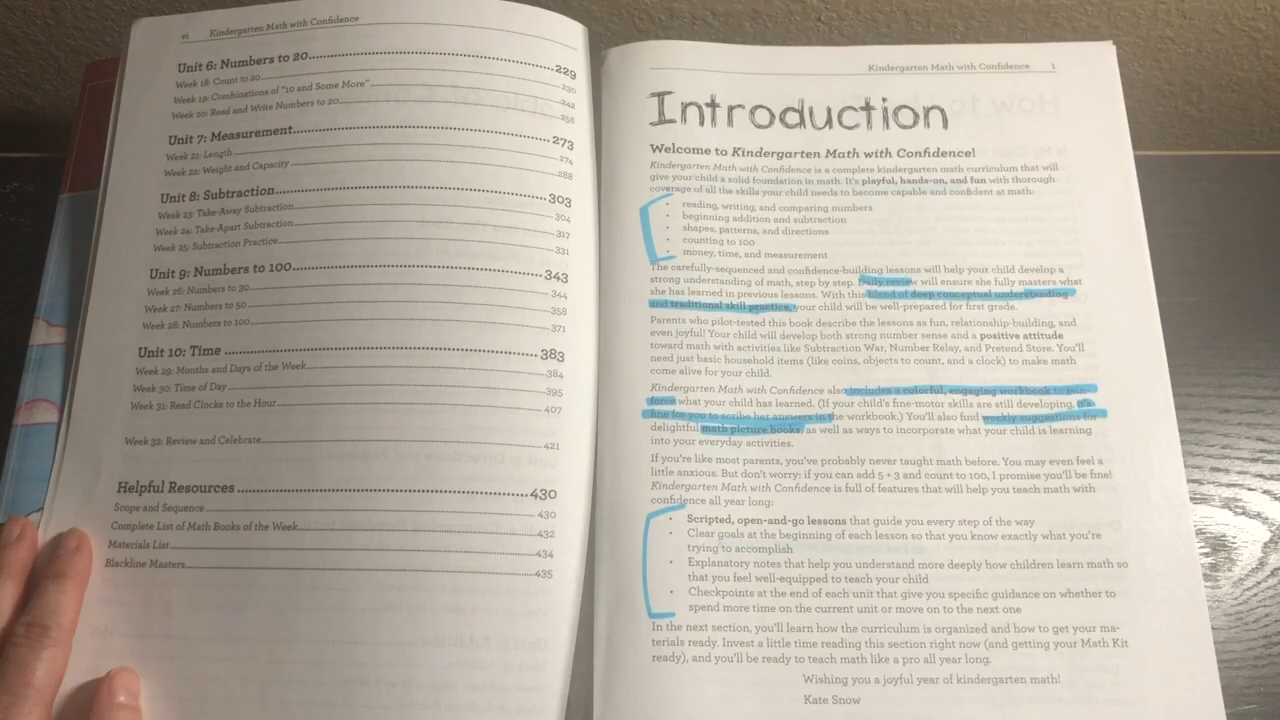 vi Kindergarten Math with Confidence
Unit 6: Numbers to 20 229
Week 18: Count to 20 230
Week 19: Combinations of "10 and Some More" 242
Week 20: Read and Write Numbers to 20 256
Unit 7: Measurement 273
Week 21: Length 274
Week 22: Weight and Capacity 288
Unit 8: Subtraction 303
Week 23: Take-Away Subtraction 304
Week 24: Take-Apart Subtraction 317
Week 25: Subtraction Practice 331
Unit 9: Numbers to 100 343
Week 26: Numbers to 30 344
Week 27: Numbers to 50 358
Week 28: Numbers to 100 371
Unit 10: Time 383
Week 29: Months and Days of the Week 384
Week 30: Time of Day 395
Week 31: Read Clocks to the Hour 407
Week 32: Review and Celebrate 421
Helpful Resources 430
Scope and Sequence 430
Complete List of Math Books of the Week 432
Materials List 434
Blackline Masters 435
Kindergarten Math with Confidence 1
Introduction
Welcome to Kindergarten Math with Confidence!
Kindergarten Math with Confidence is a complete kindergarten math curriculum that will
give your child a solid foundation in math. It's playful, hands-on, and fun with thorough
coverage of all the skills your child needs to become capable and confident at math:
• reading, writing, and comparing numbers
• beginning addition and subtraction
• shapes, patterns, and directions
• counting to 100
• money, time, and measurement
The carefully-sequenced and confidence-building lessons will help your child develop a
strong understanding of math, step by step. Daily review will ensure she fully masters what
she has learned in previous lessons. With this blend of deep conceptual understanding
and traditional skill practice, your child will be well-prepared for first grade.
Parents who pilot-tested this book describe the lessons as fun, relationship-building, and
even joyful! Your child will develop both strong number sense and a positive attitude
toward math with activities like Subtraction War, Number Relay, and Pretend Store. You'll
need just basic household items (like coins, objects to count, and a clock) to make math
come alive for your child.
Kindergarten Math with Confidence also includes a colorful, engaging workbook to rein-
force what your child has learned. (If your child's fine-motor skills are still developing, it's
fine for you to scribe her answers in the workbook.) You'll also find weekly suggestions for
delightful math picture books, as well as ways to incorporate what your child is learning
into your everyday activities.
If you're like most parents, you've probably never taught math before. You may even feel a
little anxious. But don't worry: if you can add 5 + 3 and count to 100, I promise you'll be fine!
Kindergarten Math with Confidence is full of features that will help you teach math with
confidence all year long:
• Scripted, open-and-go lessons that guide you every step of the way
• Clear goals at the beginning of each lesson so that you know exactly what you're
trying to accomplish
• Explanatory notes that help you understand more deeply how children learn math so
that you feel well-equipped to teach your child
• Checkpoints at the end of each unit that give you specific guidance on whether to
spend more time on the current unit or move on to the next one
In the next section, you'll learn how the curriculum is organized and how to get your ma-
terials ready. Invest a little time reading this section right now (and getting your Math Kit
ready), and you'll be ready to teach math like a pro all year long.
Wishing you a joyful year of kindergarten math!
Kate Snow